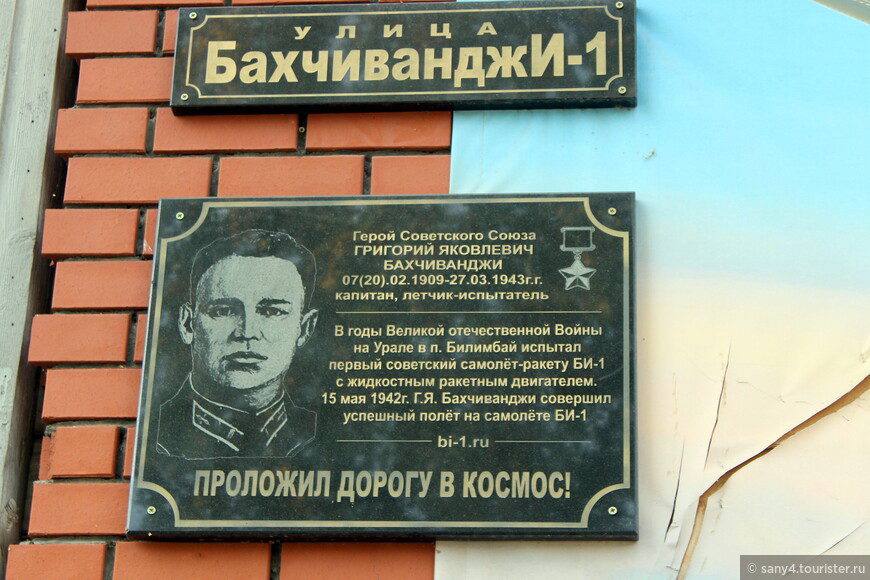 УЛИЦА
БахчиванджИ-1
Герой Советского Союза
ГРИГОРИЙ ЯКОВЛЕВИЧ
БАХЧИВАНДЖИ
07(20).02.1909-27.03.1943г.г.
капитан, летчик-испытатель
В годы Великой отечественной Войны
на Урале в п. Билимбай испытал
первый советский самолёт-ракету БИ-1
с жидкостным ракетным двигателем.
15 мая 1942г. Г.Я. Бахчиванджи совершил
успешный полёт на самолёте БИ-1
bi-1.ru
ПРОЛОЖИЛ ДОРОГУ В КОСМОС!
© sany4.tourister.ru